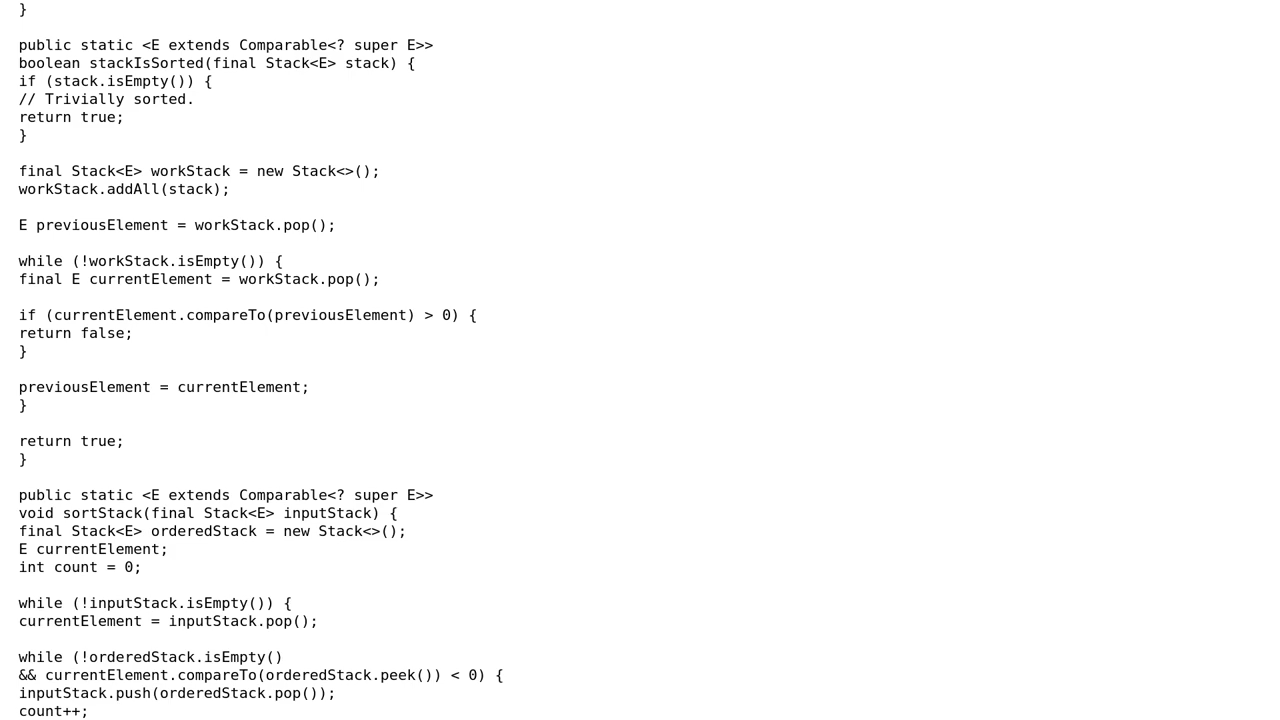 }
public static <E extends Comparable<? super E>>
boolean stackIsSorted(final Stack<E> stack) {
if (stack.isEmpty()) {
// Trivially sorted.
return true;
}
final Stack<E> workStack = new Stack<>();
workStack.addAll(stack);
E previousElement = workStack.pop();
while (!workStack.isEmpty()) {
final E currentElement = workStack.pop();
if (currentElement.compareTo(previousElement) > 0) {
return false;
}
previousElement = currentElement;
}
return true;
}
public static <E extends Comparable<? super E>>
void sortStack(final Stack<E> inputStack) {
final Stack<E> orderedStack = new Stack<>();
E currentElement;
int count = 0;
while (!inputStack.isEmpty()) {
currentElement = inputStack.pop();
while (!orderedStack.isEmpty()
&& currentElement.compareTo(orderedStack.peek()) < 0) {
inputStack.push(orderedStack.pop());
count++;